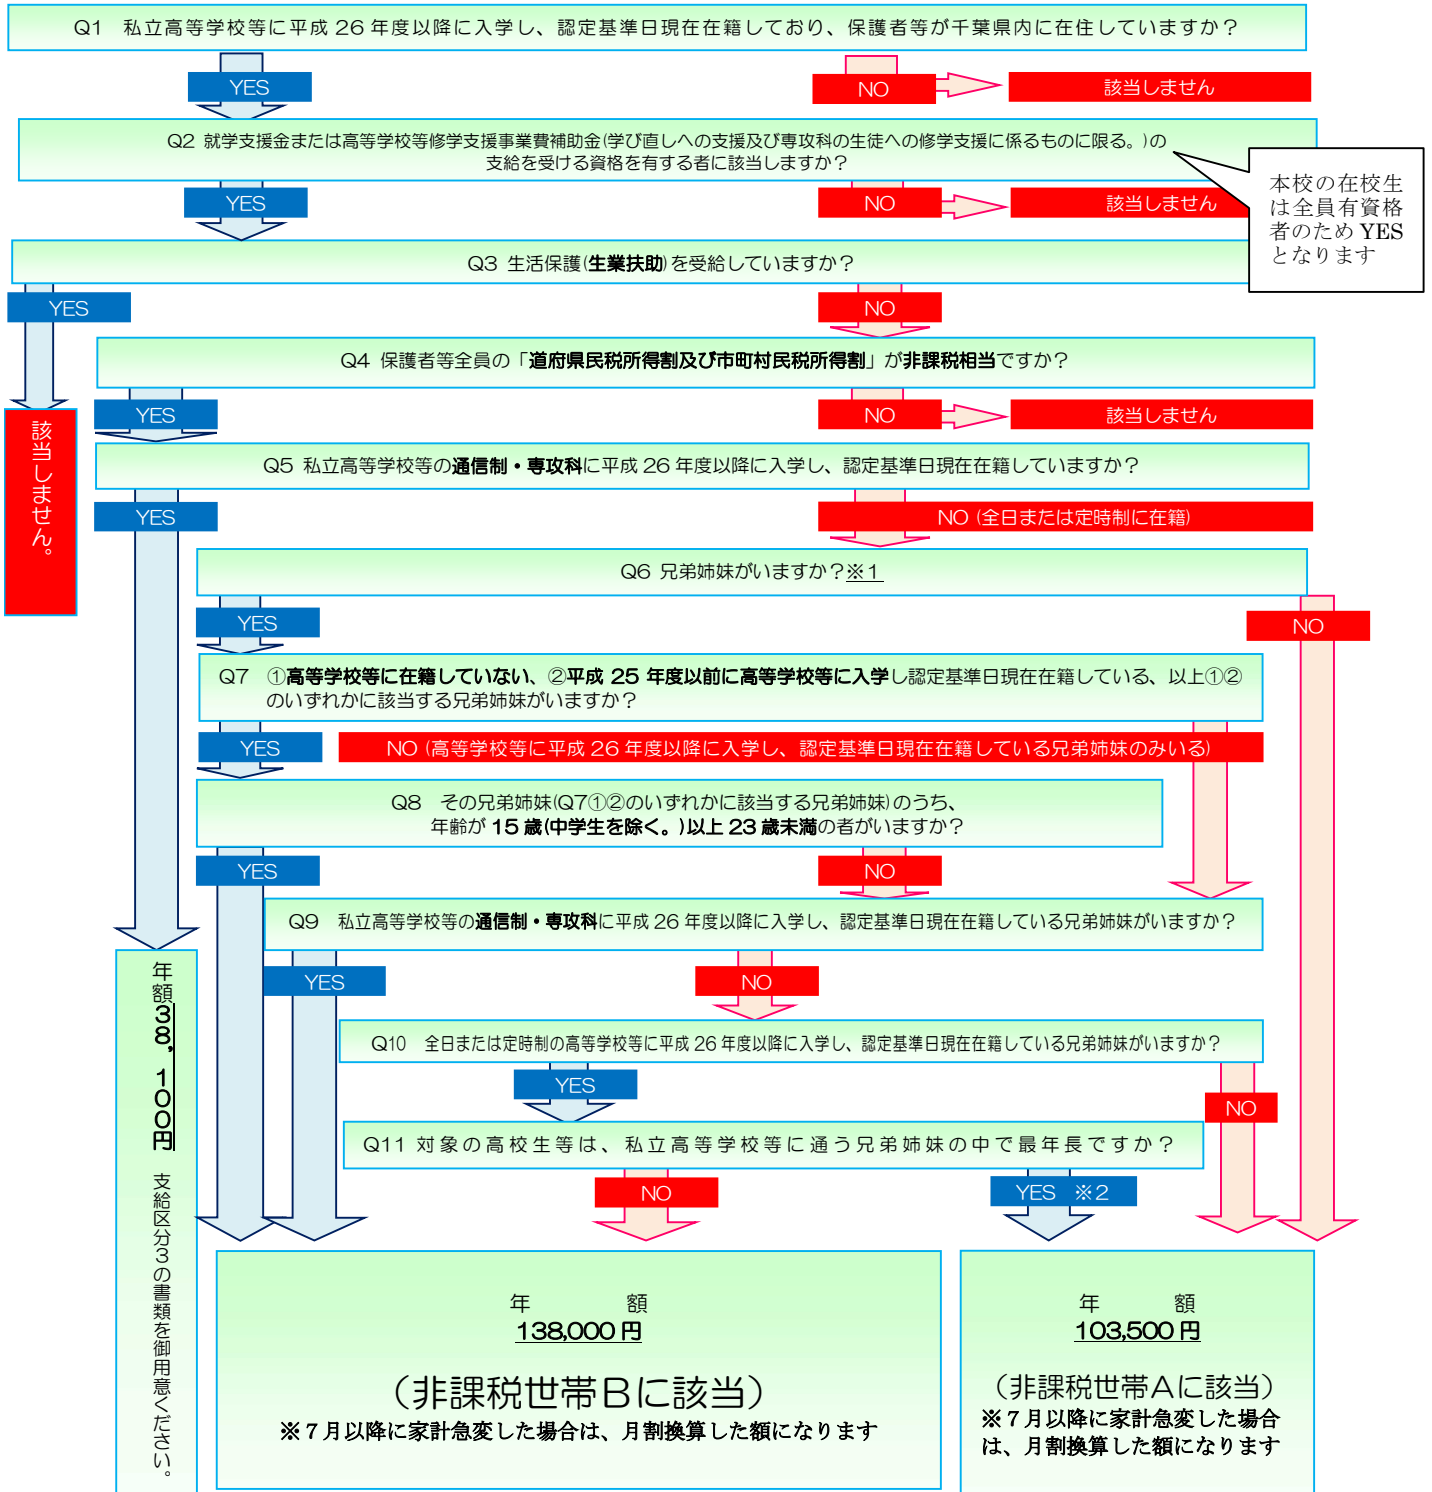 Q1　私立高等学校等に平成26年度以降に入学し、認定基準日現在在籍しており、保護者等が千葉県内に在住していますか？
YES
NO
該当しません
Q2 就学支援金または高等学校等修学支援事業費補助金(学び直しへの支援及び専攻科の生徒への修学支援に係るものに限る。)の
支給を受ける資格を有する者に該当しますか？
本校の在校生
は全員有資格
者のためYES
となります
YES
NO
該当しません
Q3 生活保護(生業扶助)を受給していますか？
YES
NO
該当しません。
Q4 保護者等全員の「道府県民税所得割及び市町村民税所得割」が非課税相当ですか？
YES
NO
該当しません
Q5 私立高等学校等の通信制・専攻科に平成26年度以降に入学し、認定基準日現在在籍していますか？
YES
NO (全日または定時制に在籍)
Q6 兄弟姉妹がいますか？※1
YES
NO
Q7　①高等学校等に在籍していない、②平成25年度以前に高等学校等に入学し認定基準日現在在籍している、以上①②
のいずれかに該当する兄弟姉妹がいますか？
YES
NO (高等学校等に平成26年度以降に入学し、認定基準日現在在籍している兄弟姉妹のみいる)
Q8　その兄弟姉妹(Q7①②のいずれかに該当する兄弟姉妹)のうち、
年齢が15歳(中学生を除く。)以上23歳未満の者がいますか？
YES
NO
Q9　私立高等学校等の通信制・専攻科に平成26年度以降に入学し、認定基準日現在在籍している兄弟姉妹がいますか？
YES
NO
Q10　全日または定時制の高等学校等に平成26年度以降に入学し、認定基準日現在在籍している兄弟姉妹がいますか？
YES
NO
Q11 対象の高校生等は、私立高等学校等に通う兄弟姉妹の中で最年長ですか？
NO
YES　※2
年額38,100円　支給区分3の書類を御用意ください。
年　額
138,000円
（非課税世帯Bに該当）
※7月以降に家計急変した場合は、月割換算した額になります
年　額
103,500円
（非課税世帯Aに該当）
※7月以降に家計急変した場合
は、月割換算した額になります